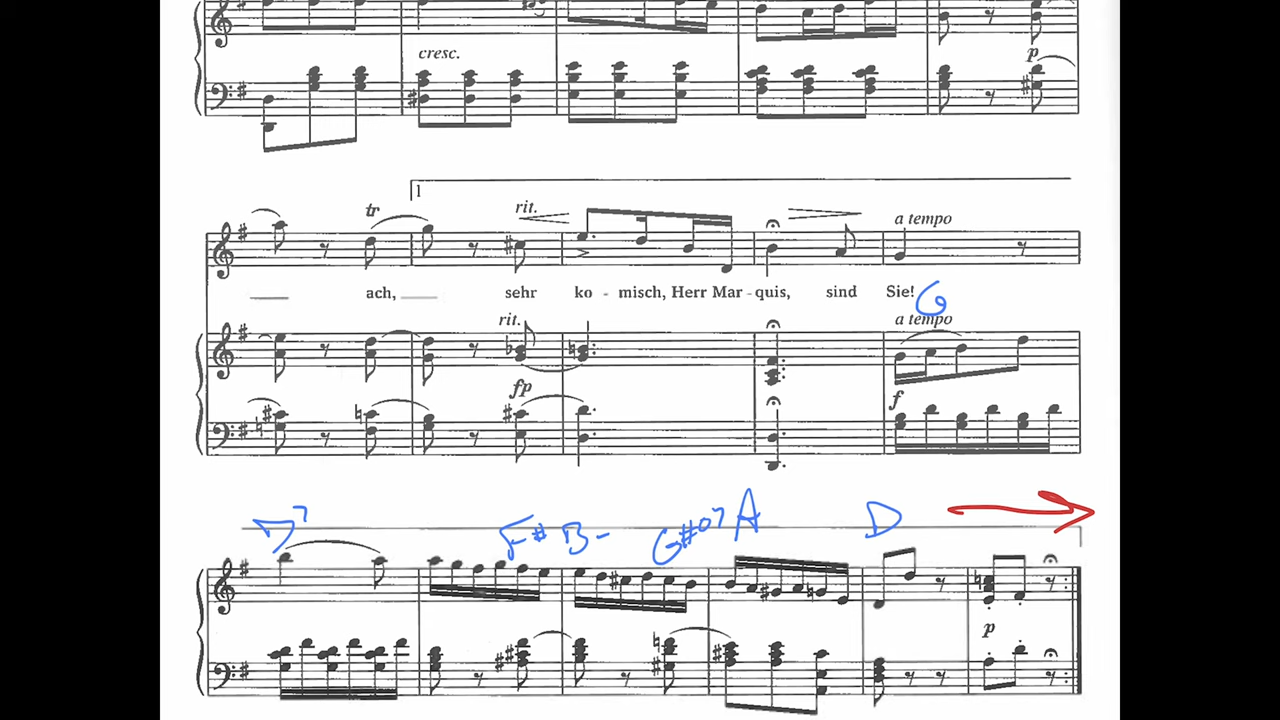 cresc.
p
1
tr rit. a tempo
ach, sehr ko - misch, Herr Mar - quis, sind Sie! G
rit. a tempo
fp f
D7 F# B- G#o7 A D
p